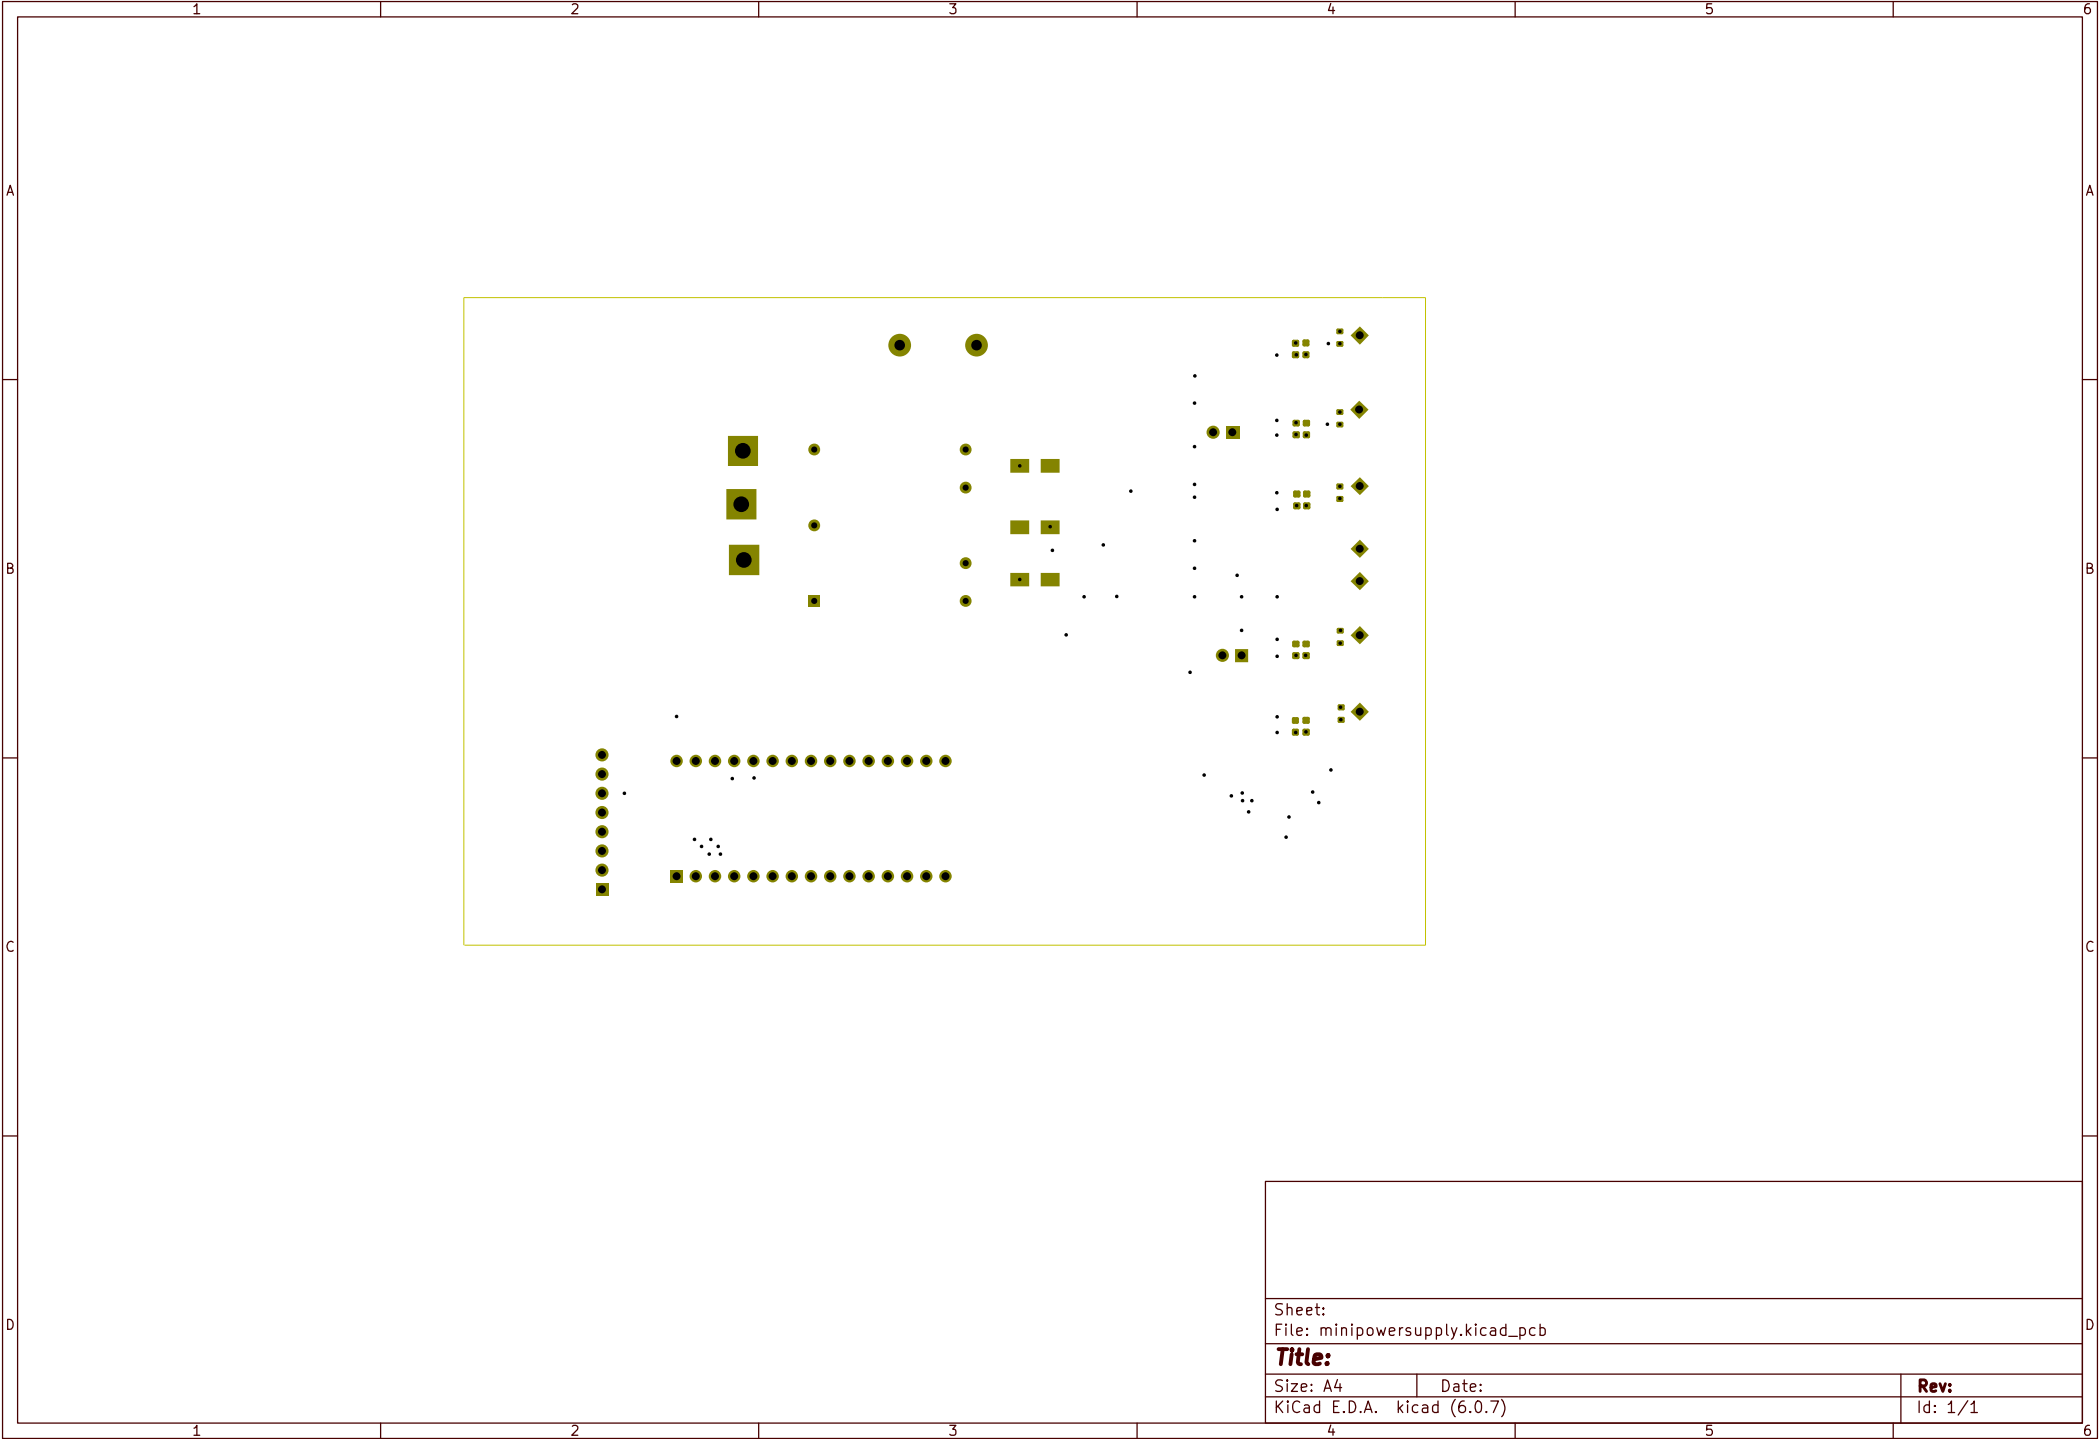 1 2 3 4 5 6
A A
B B
C C
D D
Sheet:
File: minipowersupply.kicad_pcb
Title:
Size: A4 Date: Rev:
KiCad E.D.A. kicad (6.0.7) Id: 1/1
1 2 3 4 5 6